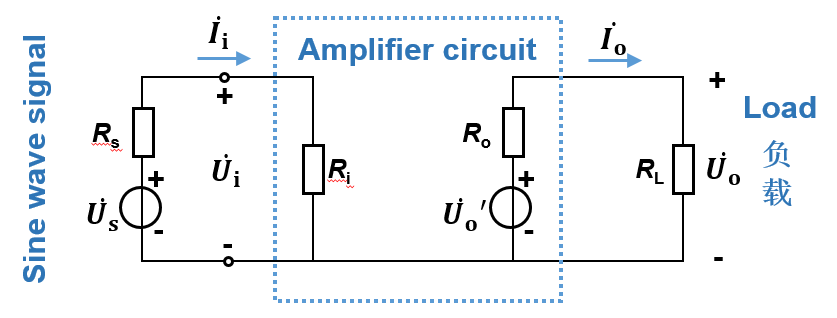 Sine wave signal
İi
Amplifier circuit
İo
+
+
Rs
Ro
Load
负
载
U̇i
Ri
RL
U̇o
+
+
U̇s
U̇o′
-
-
-
-